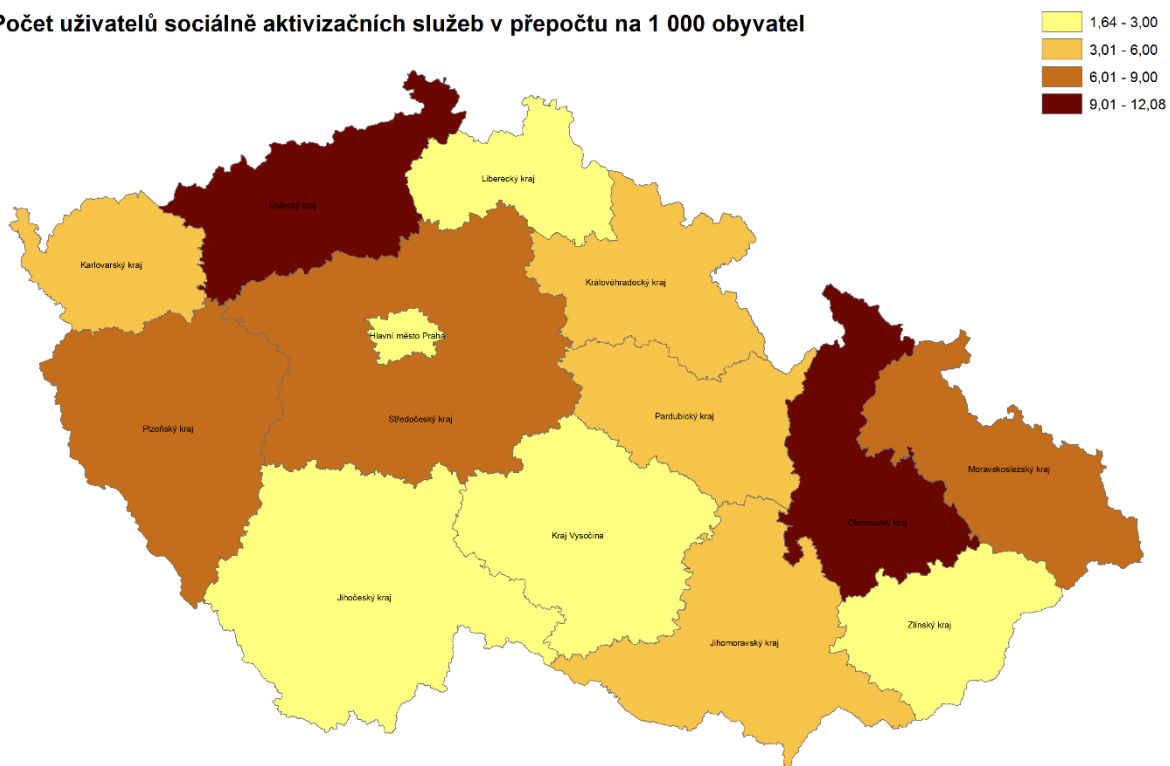 Počet uživatelů sociálně aktivizačních služeb v přepočtu na 1 000 obyvatel
1,64 - 3,00
3,01 - 6,00
6,01 - 9,00
9,01 - 12,08
Liberecký kraj
Ústecký kraj
Karlovarský kraj
Královéhradecký kraj
Hlavní město Praha
Středočeský kraj
Pardubický kraj
Plzeňský kraj
Moravskoslezský kraj
Olomoucký kraj
Kraj Vysočina
Jihočeský kraj
Zlínský kraj
Jihomoravský kraj